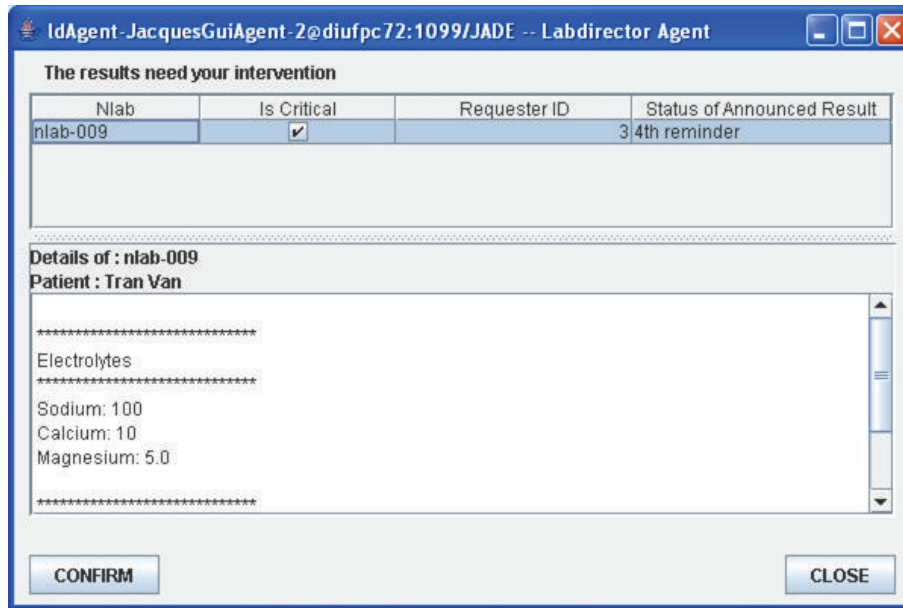 ldAgent-JacquesGuiAgent-2@diufpc72:1099/JADE -- Labdirector Agent
The results need your intervention
Nlab Is Critical Requester ID Status of Announced Result
nlab-009 3 4th reminder
Details of : nlab-009
Patient : Tran Van
*****************************
Electrolytes
*****************************
Sodium: 100
Calcium: 10
Magnesium: 5.0
*****************************
CONFIRM CLOSE